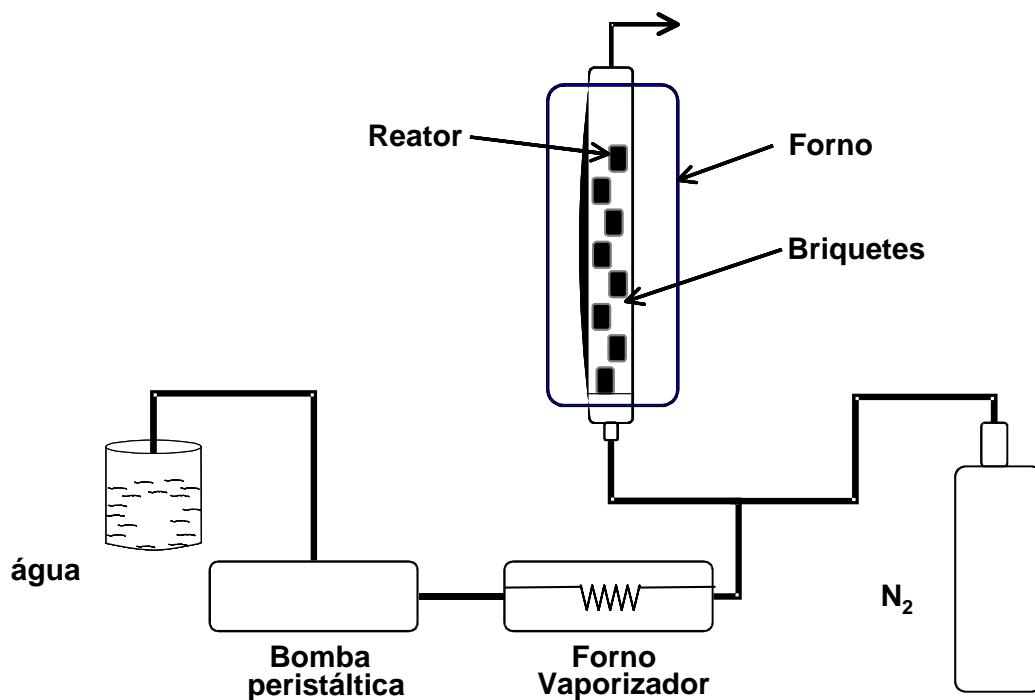 Reator
Forno
Briquetes
água
N₂
Bomba
peristáltica
Forno
Vaporizador